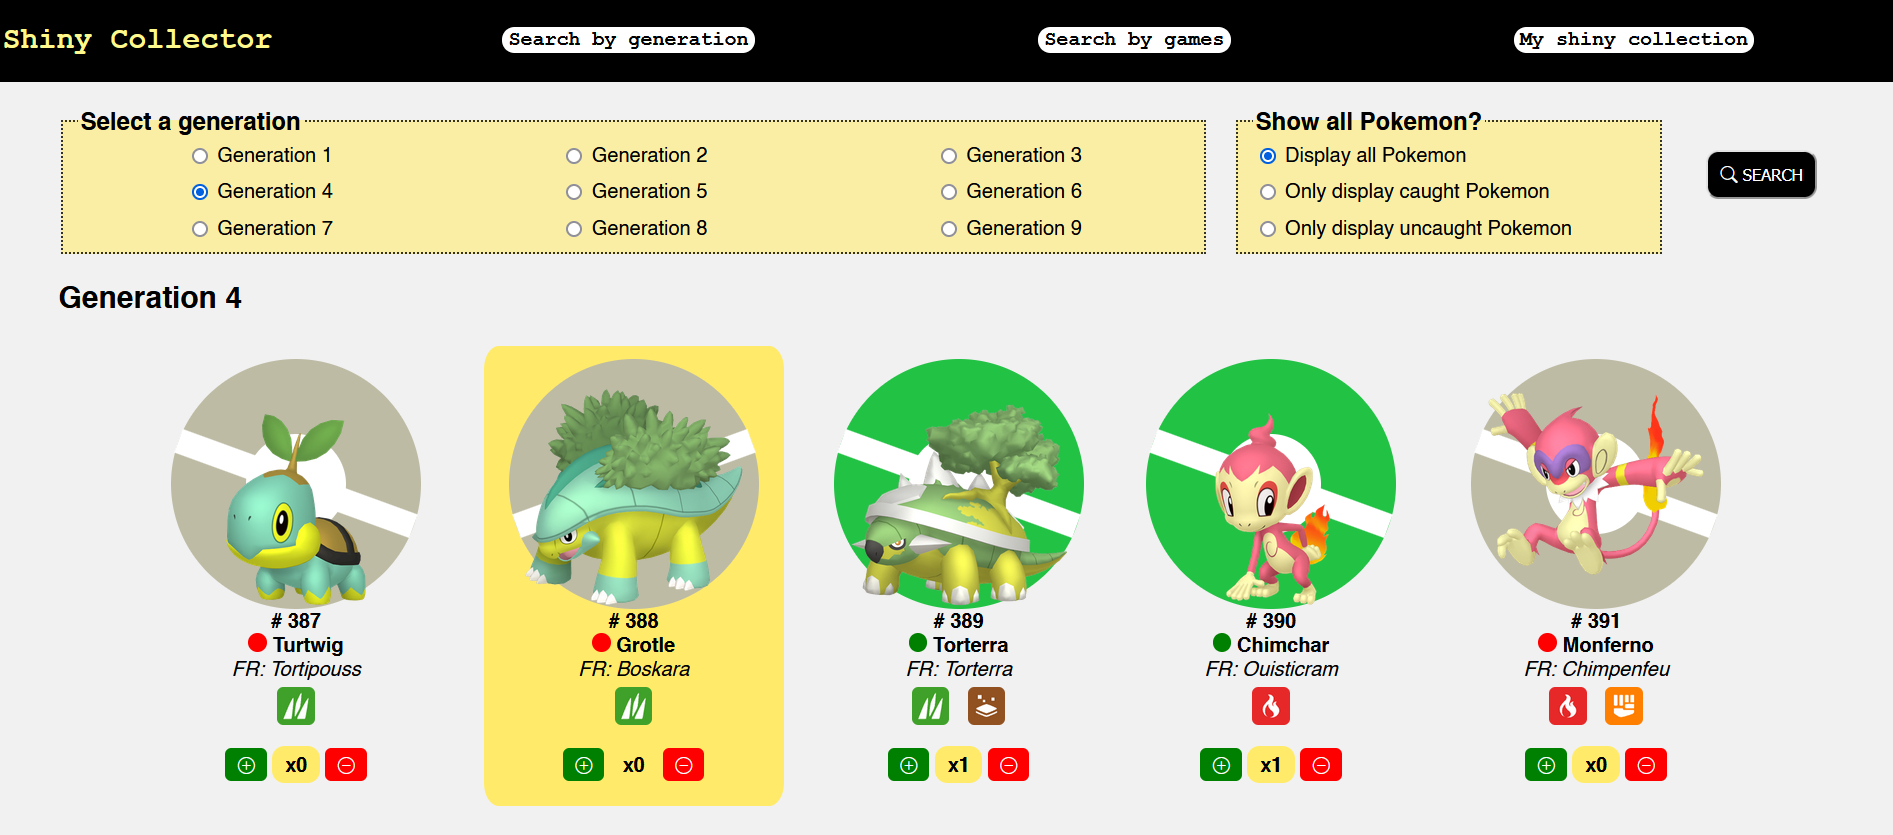 Shiny Collector
Search by generation
Search by games
My shiny collection
Select a generation
Generation 1
Generation 2
Generation 3
Generation 4
Generation 5
Generation 6
Generation 7
Generation 8
Generation 9
Show all Pokemon?
Display all Pokemon
Only display caught Pokemon
Only display uncaught Pokemon
SEARCH
Generation 4
# 387
Turtwig
FR: Tortipouss
x0
# 388
Grotle
FR: Boskara
x0
# 389
Torterra
FR: Torterra
x1
# 390
Chimchar
FR: Ouisticram
x1
# 391
Monferno
FR: Chimpenfeu
x0